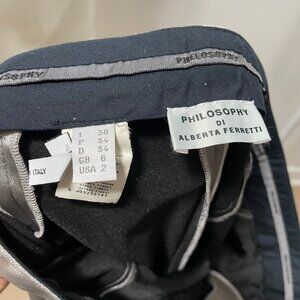 PHILOSOPHY
PHILOSOPHY
PHILOSOPHY
DI
ALBERTA FERRETTI
I 38
F 34
D 34
GB 6
USA 2
ITALY